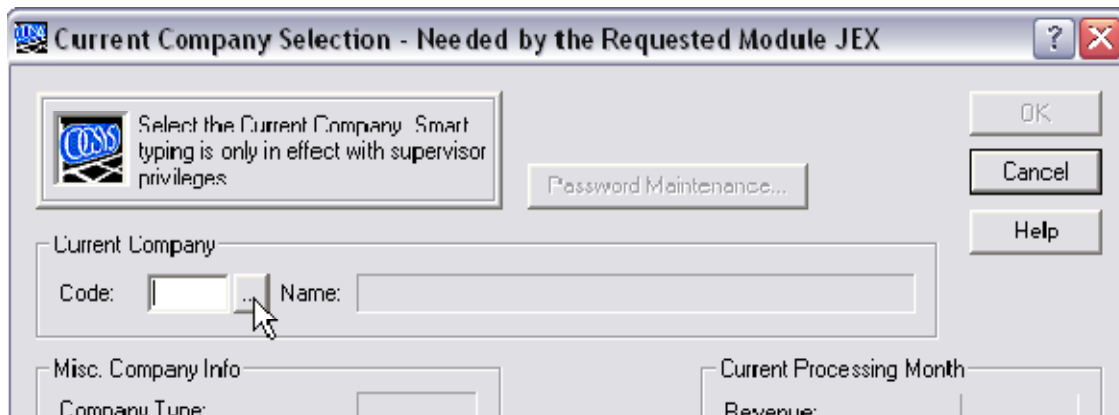 Current Company Selection - Needed by the Requested Module JEX
Select the Current Company. Smart
typing is only in effect with supervisor
privileges.
OK
Password Maintenance...
Cancel
Help
Current Company
Code:
...
Name:
Misc. Company Info
Current Processing Month
Company Type:
Revenue: